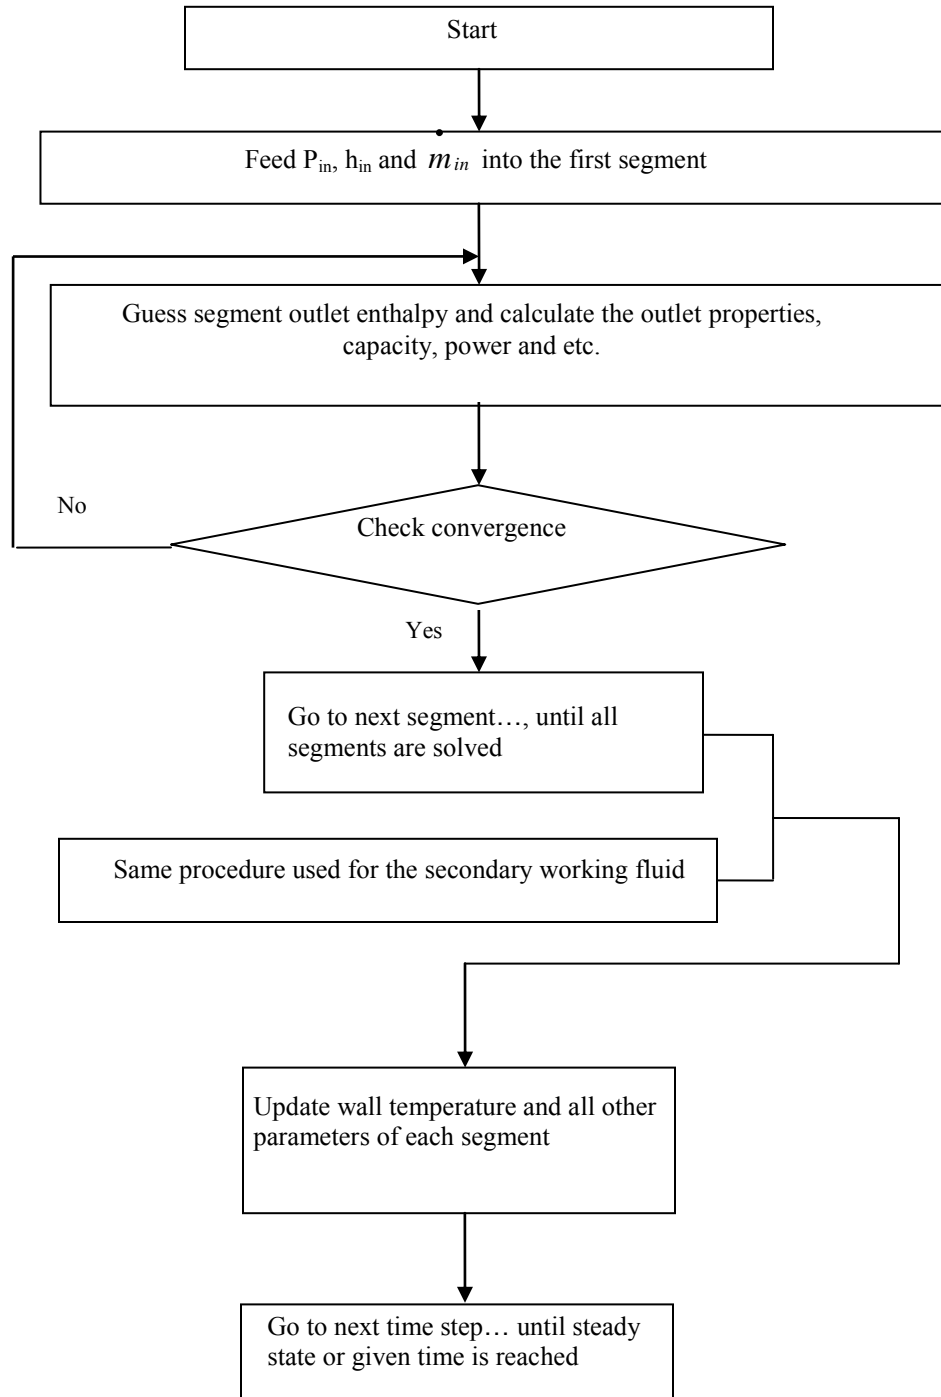 Start
Feed P_in, h_in and ṁ_in into the first segment
Guess segment outlet enthalpy and calculate the outlet properties,
capacity, power and etc.
No
Check convergence
Yes
Go to next segment…, until all
segments are solved
Same procedure used for the secondary working fluid
Update wall temperature and all other
parameters of each segment
Go to next time step… until steady
state or given time is reached